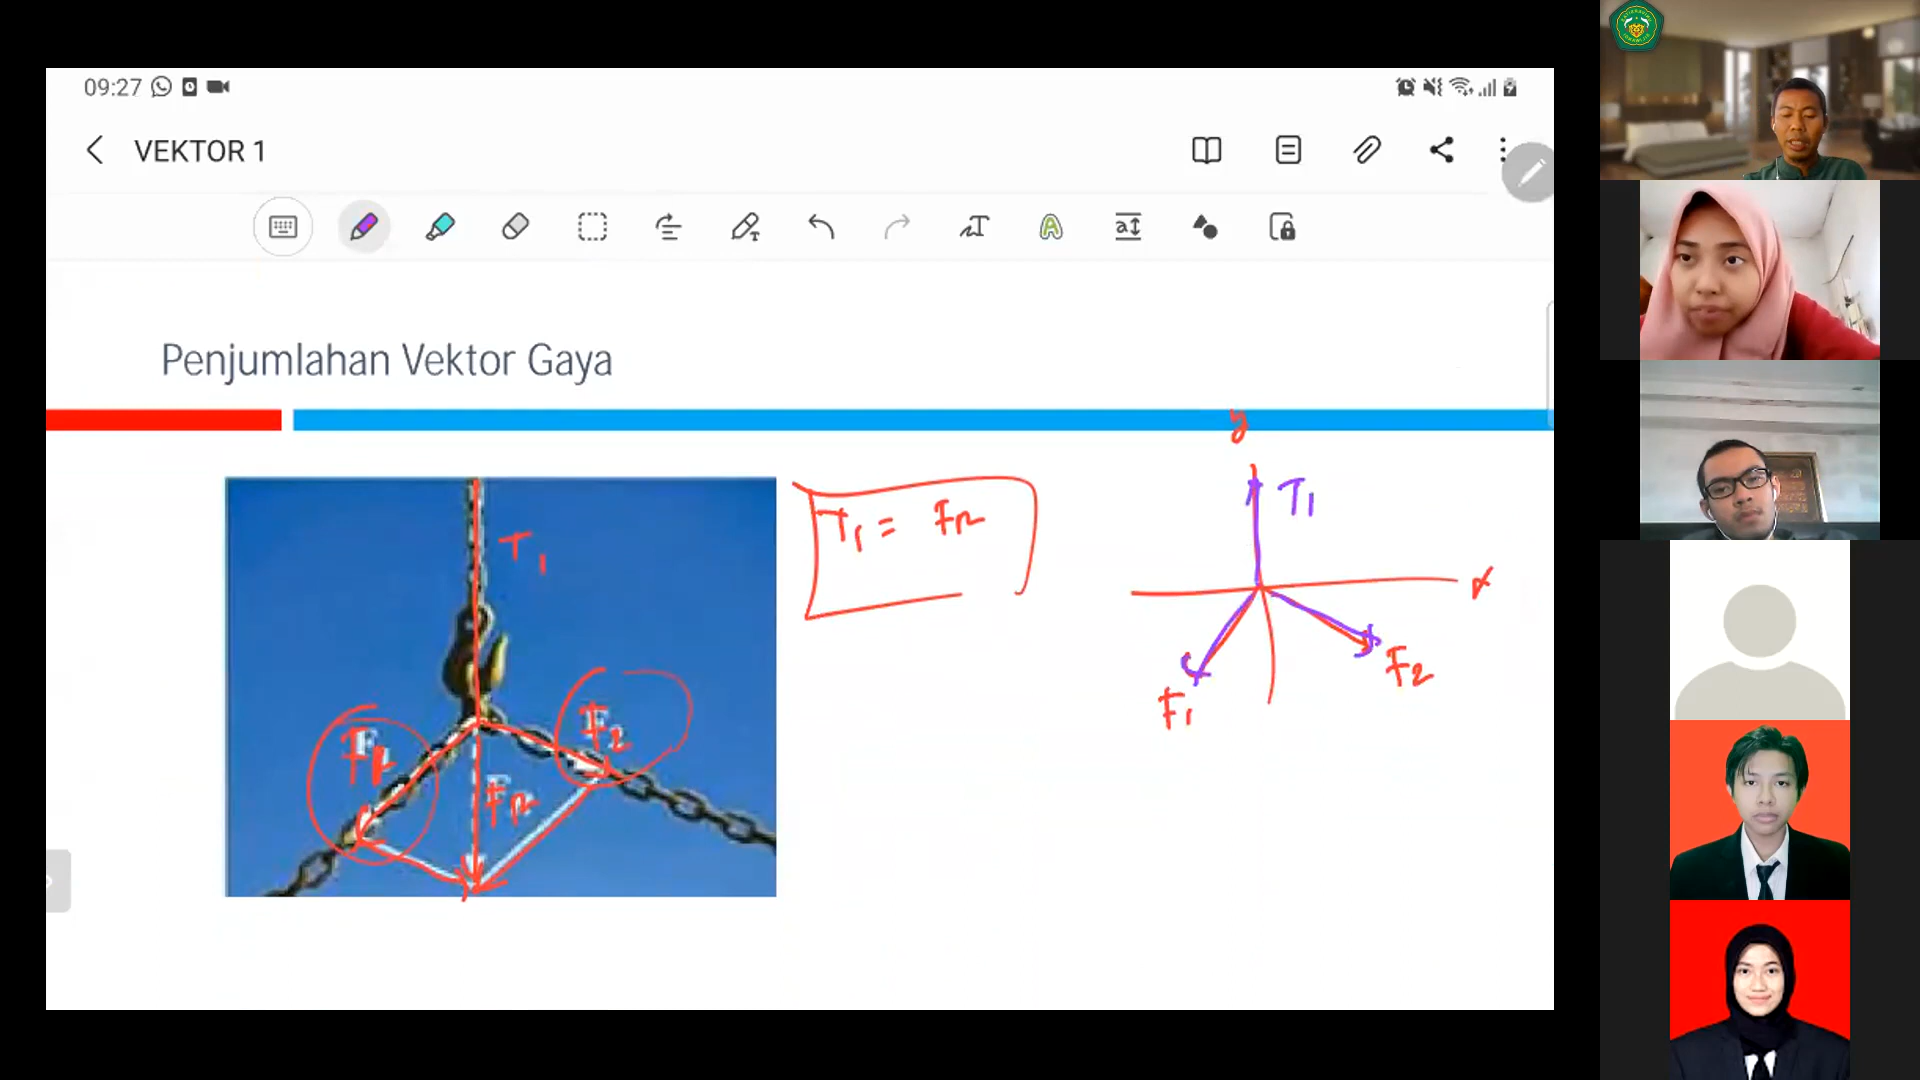 09:27
VEKTOR 1
Penjumlahan Vektor Gaya
T1
F1
F2
FR
T1 = FR
y
T1
x
F1
F2